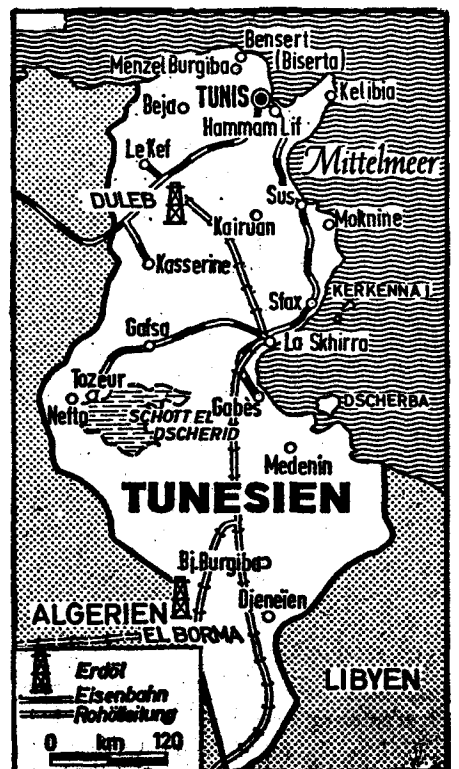 Bensert
(Biserta)
Menzel Burgiba
TUNIS
Kelibia
Beja
Hammam Lif
Le Kef
Mittelmeer
DULEB
Sus
Moknine
Kairuan
Kasserine
KERKENNA I.
Sfax
Gafsa
La Skhirra
Tozeur
Nefta
SCHOTT EL
DSCHERID
Gabès
DSCHERBA
Medenin
TUNESIEN
Bj. Burgiba
Djeneïen
ALGERIEN
EL BORMA
LIBYEN
Erdöl
Eisenbahn
Rohölleitung
0 km 120